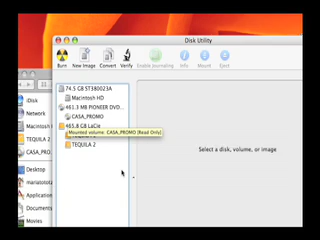 Disk Utility
Burn New Image Convert Verify Enable Journaling Info Mount Eject
74.5 GB ST380023A
Macintosh HD
461.3 MB PIONEER DVD...
CASA_PROMO
465.8 GB LaCie
Mounted volume: CASA_PROMO [Read Only]
TEQUILA 2
Select a disk, volume, or image
iDisk
Network
Macintosh
TEQUILA
CASA_PRO
Desktop
mariatotó
Application
Documents
Movies